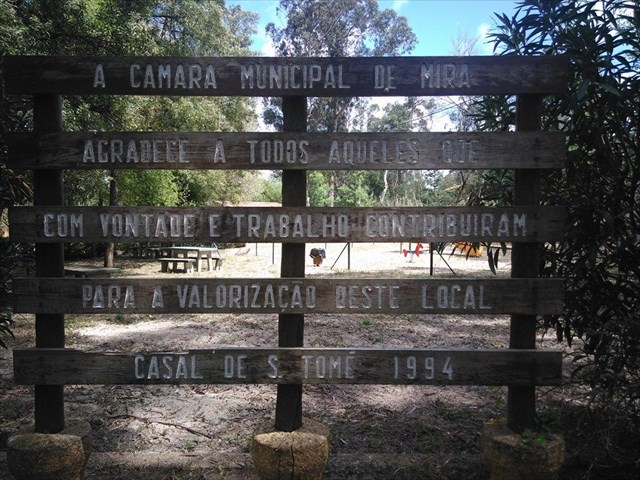 A CAMARA MUNICIPAL DE MIRA
AGRADECE A TODOS AQUELES QUE
COM VONTADE E TRABALHO CONTRIBUIRAM
PARA A VALORIZAÇÃO DESTE LOCAL
CASAL DE S. TOMÉ 1994